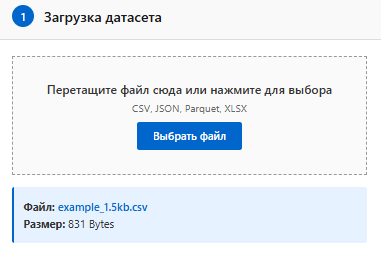 1 Загрузка датасета
Перетащите файл сюда или нажмите для выбора
CSV, JSON, Parquet, XLSX
Выбрать файл
Файл: example_1.5kb.csv
Размер: 831 Bytes